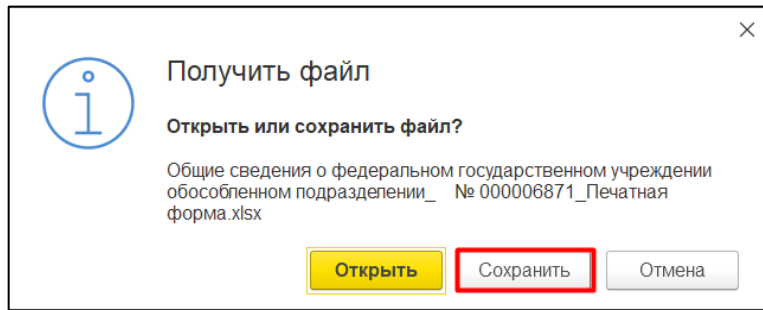 Получить файл
Открыть или сохранить файл?
Общие сведения о федеральном государственном учреждении
обособленном подразделении_ № 000006871_Печатная
форма.xlsx
Открыть Сохранить Отмена